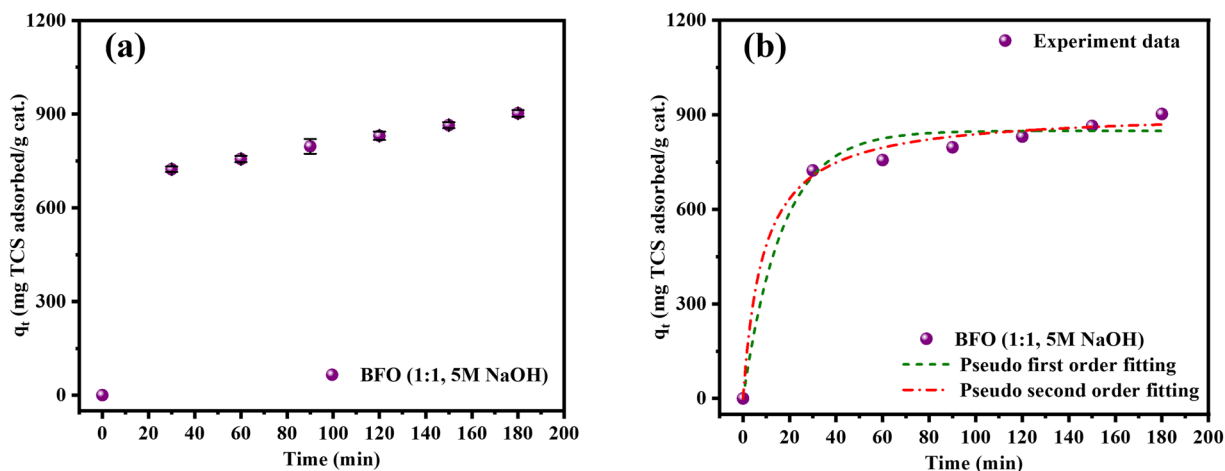 (a)
1200
900
600
300
0
qt (mg TCS adsorbed/g cat.)
BFO (1:1, 5M NaOH)
0 20 40 60 80 100 120 140 160 180 200
Time (min)
(b)
1200
900
600
300
0
qt (mg TCS adsorbed/g cat.)
Experiment data
BFO (1:1, 5M NaOH)
Pseudo first order fitting
Pseudo second order fitting
0 20 40 60 80 100 120 140 160 180 200
Time (min)